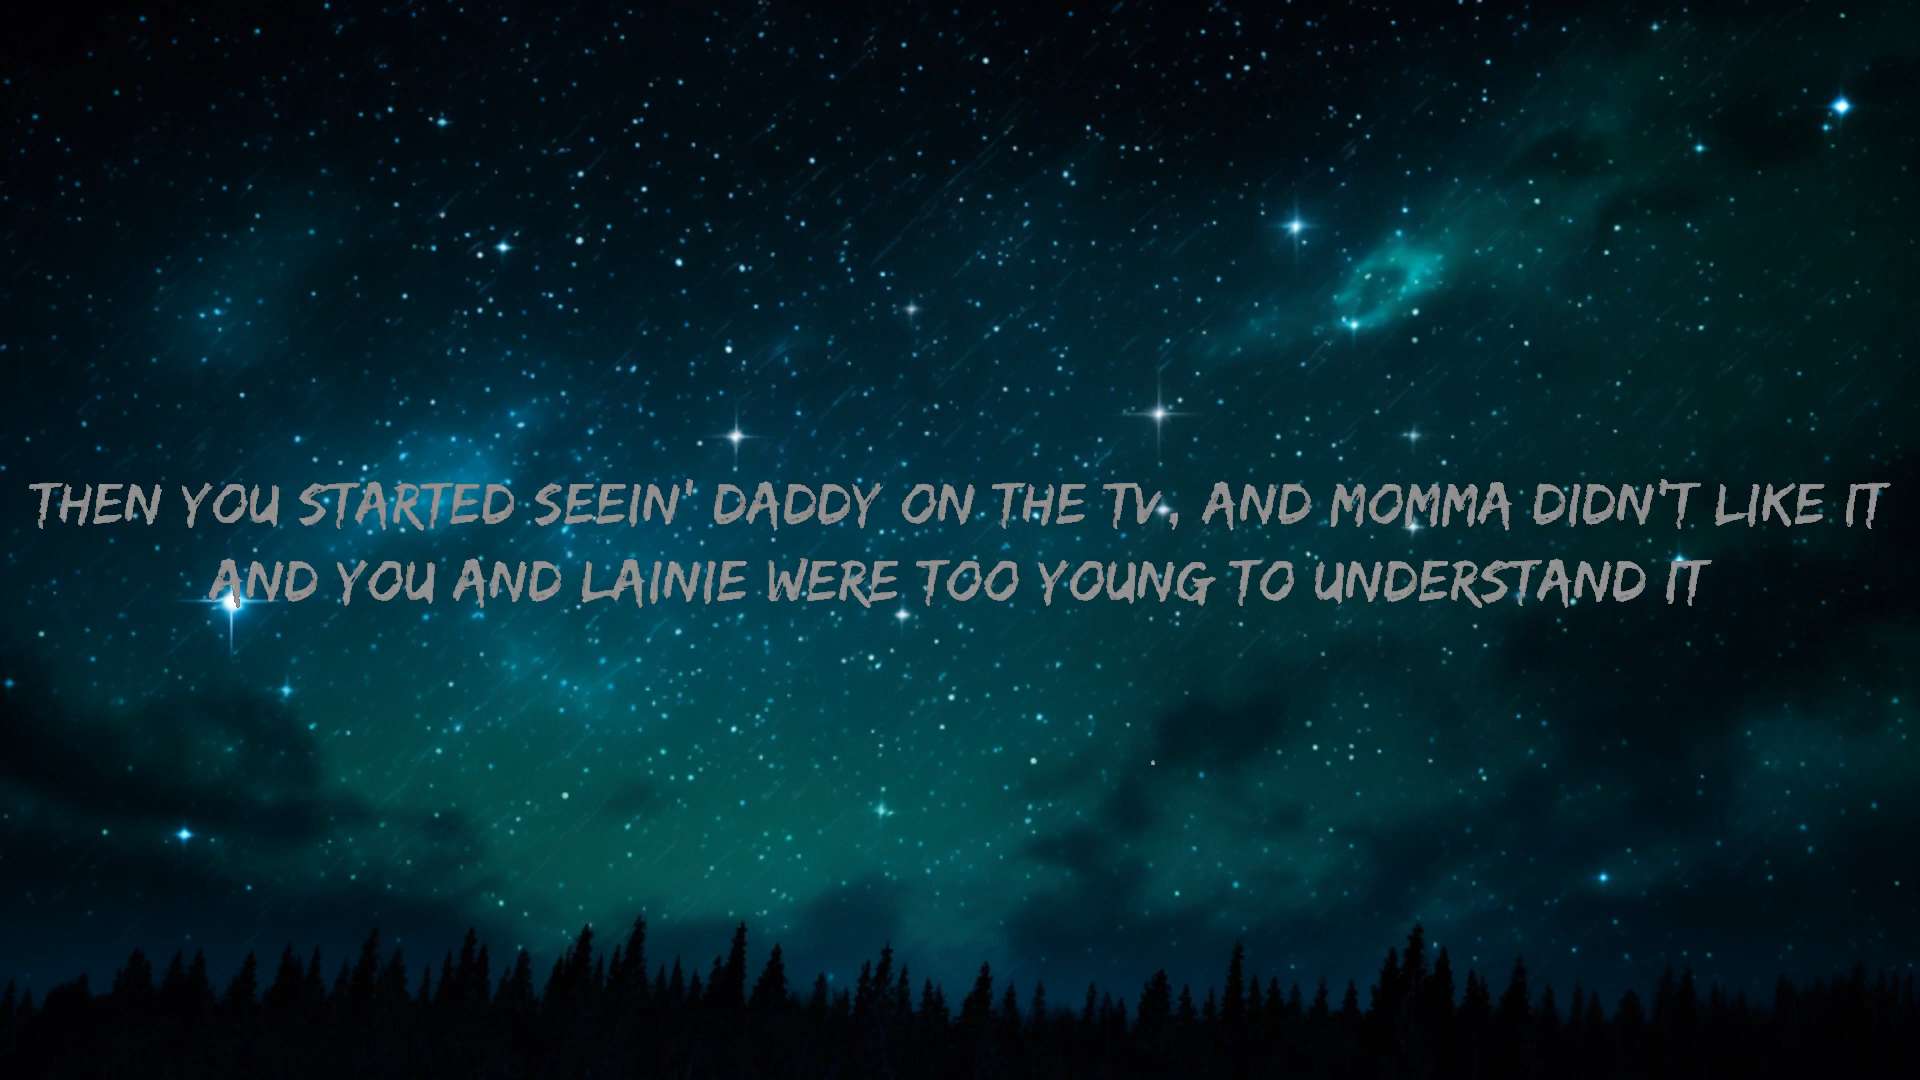 THEN YOU STARTED SEEIN' DADDY ON THE TV, AND MOMMA DIDN'T LIKE IT
AND YOU AND LAINIE WERE TOO YOUNG TO UNDERSTAND IT